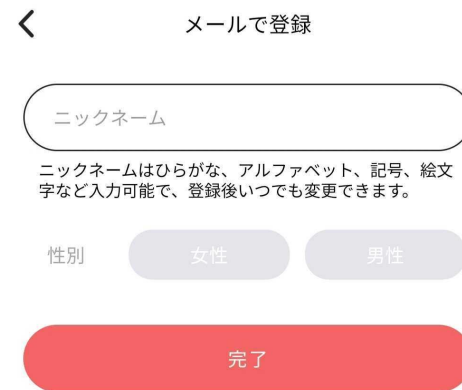 メールで登録
ニックネーム
ニックネームはひらがな、アルファベット、記号、絵文
字など入力可能で、登録後いつでも変更できます。
性別 女性 男性
完了